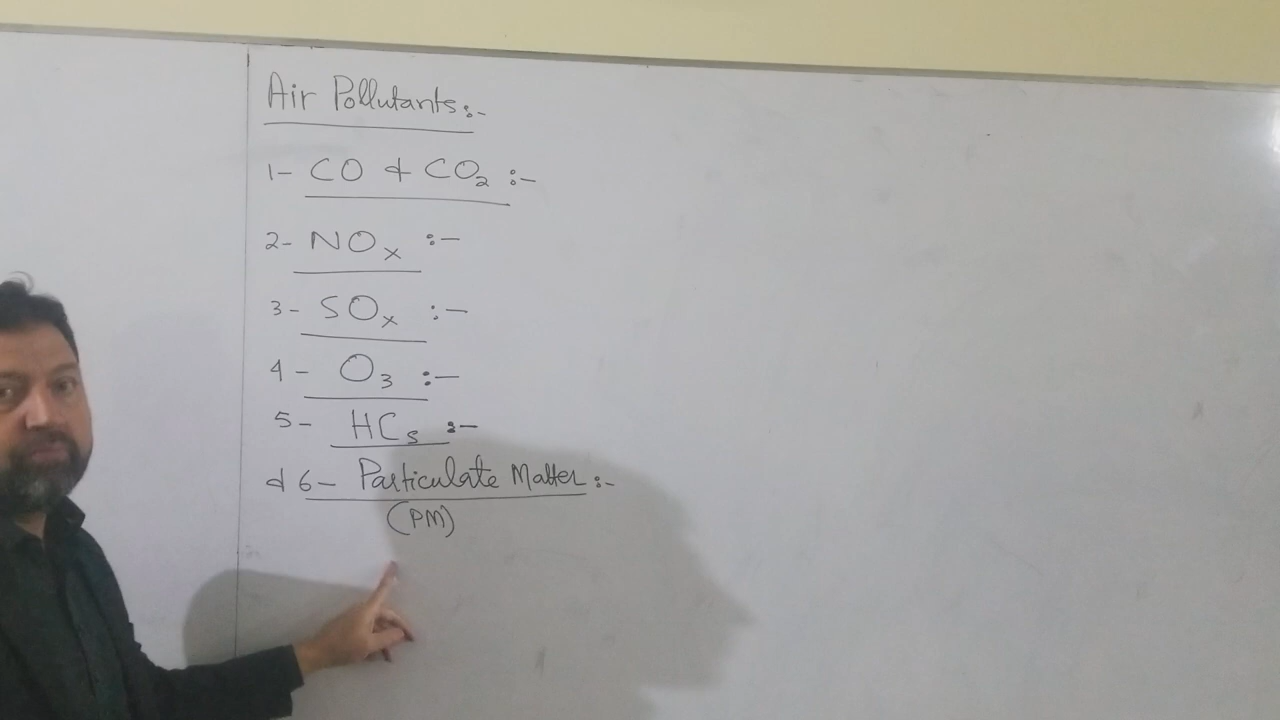 Air Pollutants:-
1- CO & CO₂ :-
2- NOₓ :-
3- SOₓ :-
4- O₃ :-
5- HCs :-
& 6- Particulate Matter :-
(PM)